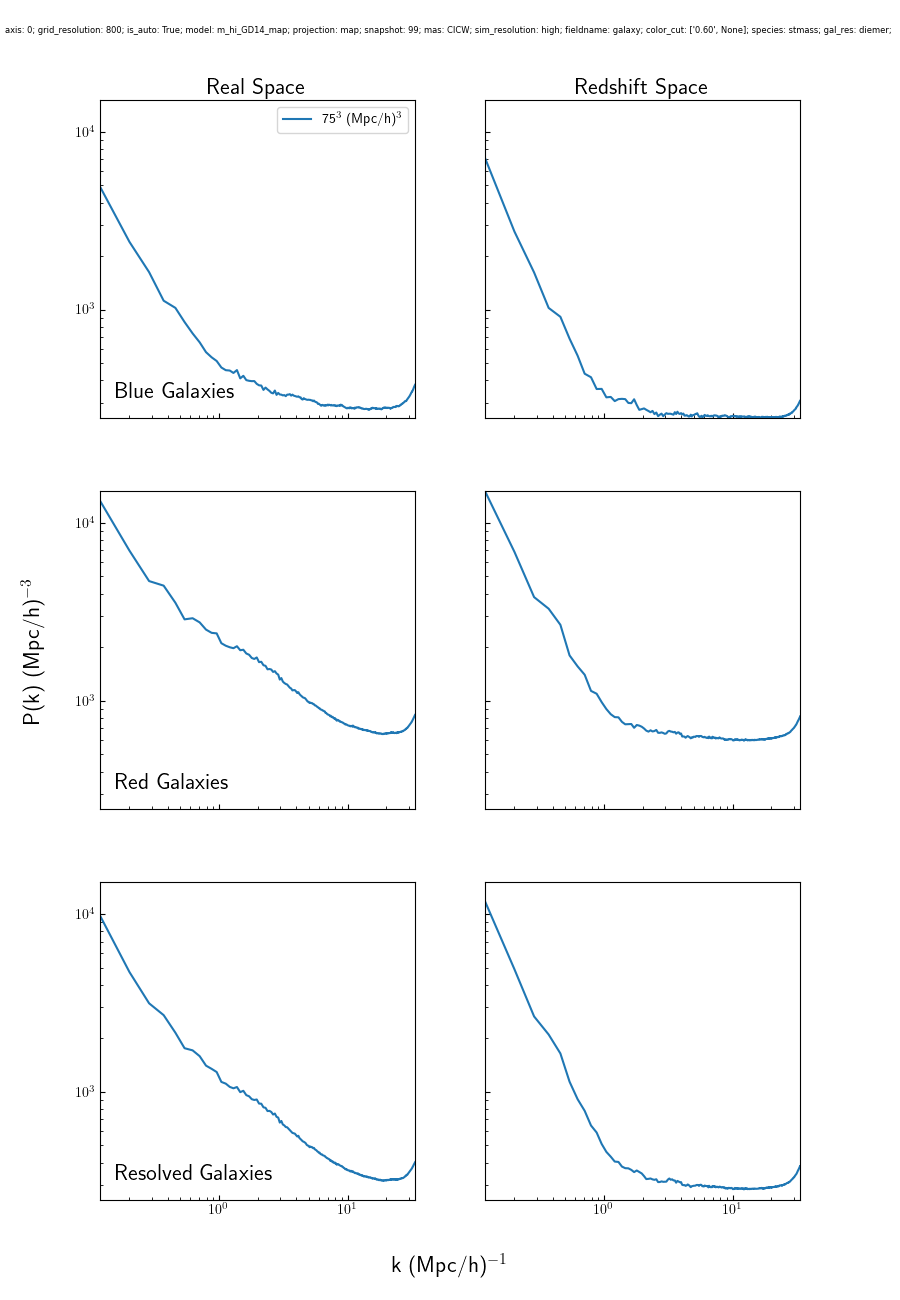 axis: 0; grid_resolution: 800; is_auto: True; model: m_hi_GD14_map; projection: map; snapshot: 99; mas: CICW; sim_resolution: high; fieldname: galaxy; color_cut: ['0.60', None]; species: stmass; gal_res: diemer;
Real Space
Redshift Space
75³ (Mpc/h)³
10⁴
10³
Blue Galaxies
10⁴
10³
Red Galaxies
P(k) (Mpc/h)⁻³
10⁴
10³
Resolved Galaxies
10⁰ 10¹ 10⁰ 10¹
k (Mpc/h)⁻¹